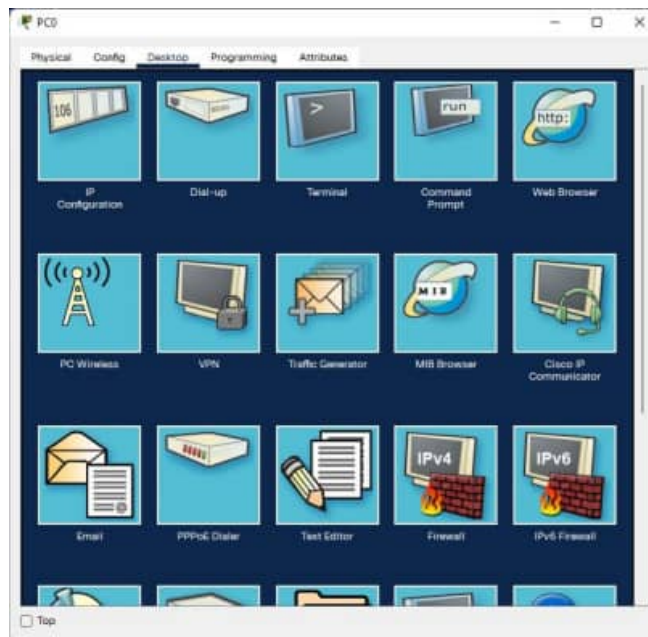 PC0
Physical Config Desktop Programming Attributes
106
>
run
http:
IP
Configuration
Dial-up
Terminal
Command
Prompt
Web Browser
MIB
PC Wireless
VPN
Traffic Generator
MIB Browser
Cisco IP
Communicator
IPv4
IPv6
Email
PPPoE Dialer
Text Editor
Firewall
IPv6 Firewall
Top